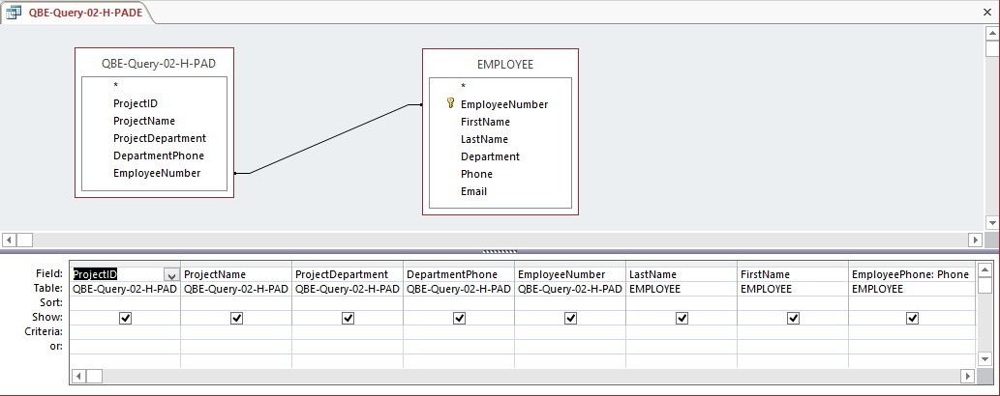 QBE-Query-02-H-PADE
QBE-Query-02-H-PAD
*
ProjectID
ProjectName
ProjectDepartment
DepartmentPhone
EmployeeNumber
EMPLOYEE
*
EmployeeNumber
FirstName
LastName
Department
Phone
Email
Field: ProjectID ProjectName ProjectDepartment DepartmentPhone EmployeeNumber LastName FirstName EmployeePhone: Phone
Table: QBE-Query-02-H-PAD QBE-Query-02-H-PAD QBE-Query-02-H-PAD QBE-Query-02-H-PAD QBE-Query-02-H-PAD EMPLOYEE EMPLOYEE EMPLOYEE
Sort:
Show:
Criteria:
or: